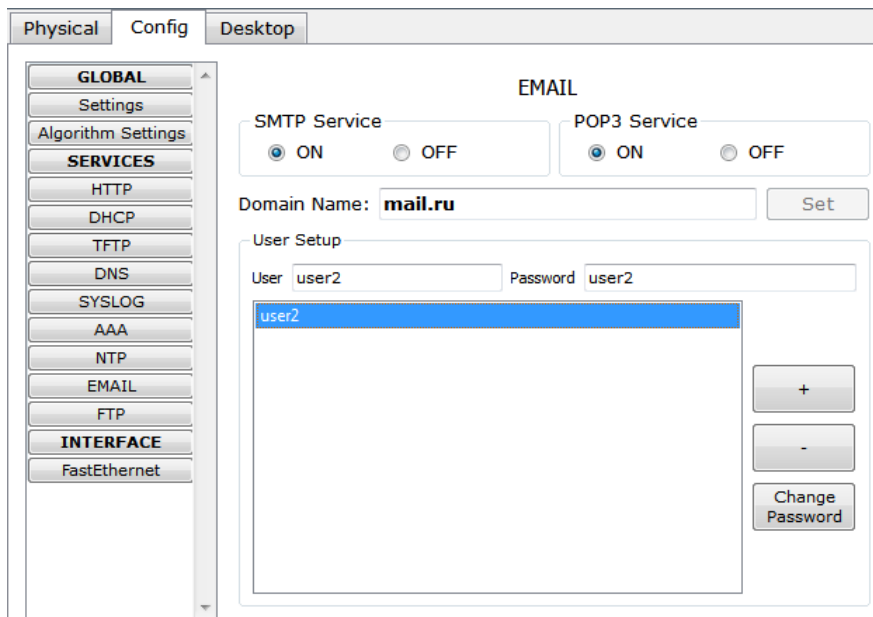 Physical Config Desktop
GLOBAL
Settings
Algorithm Settings
SERVICES
HTTP
DHCP
TFTP
DNS
SYSLOG
AAA
NTP
EMAIL
FTP
INTERFACE
FastEthernet
EMAIL
SMTP Service
ON OFF
POP3 Service
ON OFF
Domain Name: mail.ru Set
User Setup
User user2 Password user2
user2
+
-
Change
Password